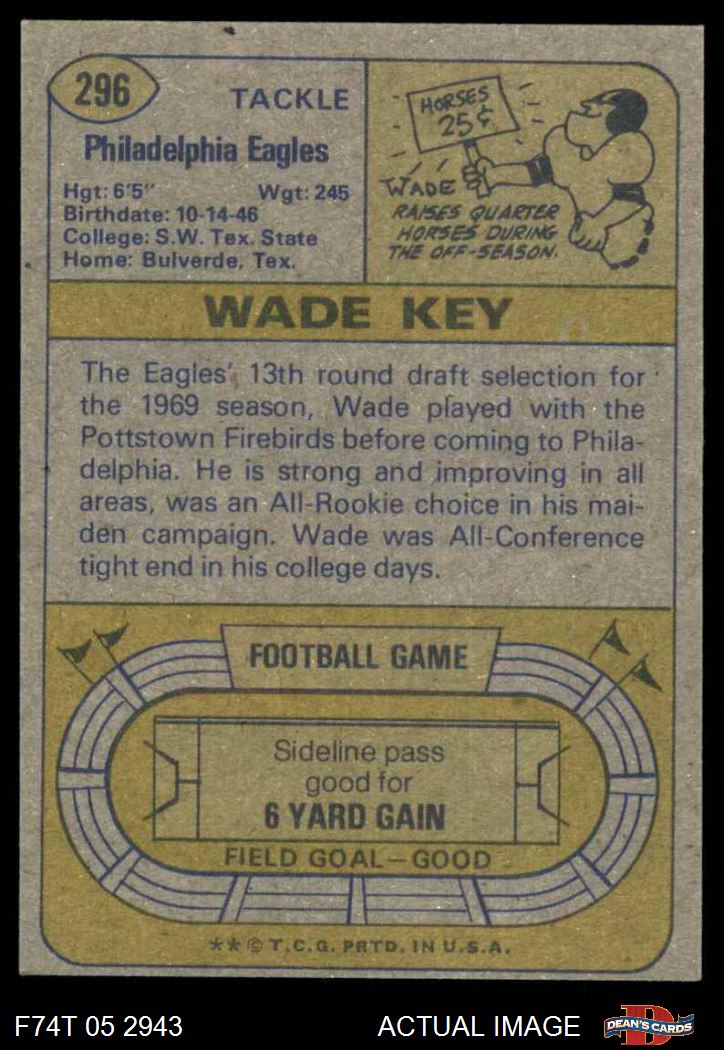 296
TACKLE
Philadelphia Eagles
Hgt: 6'5" Wgt: 245
Birthdate: 10-14-46
College: S.W. Tex. State
Home: Bulverde, Tex.
HORSES
25¢
WADE
RAISES QUARTER
HORSES DURING
THE OFF-SEASON.
WADE KEY
The Eagles' 13th round draft selection for
the 1969 season, Wade played with the
Pottstown Firebirds before coming to Phila-
delphia. He is strong and improving in all
areas, was an All-Rookie choice in his mai-
den campaign. Wade was All-Conference
tight end in his college days.
FOOTBALL GAME
Sideline pass
good for
6 YARD GAIN
FIELD GOAL—GOOD
** © T.C.G. PRTD. IN U.S.A.
F74T 05 2943 ACTUAL IMAGE
D
DEAN'S CARDS